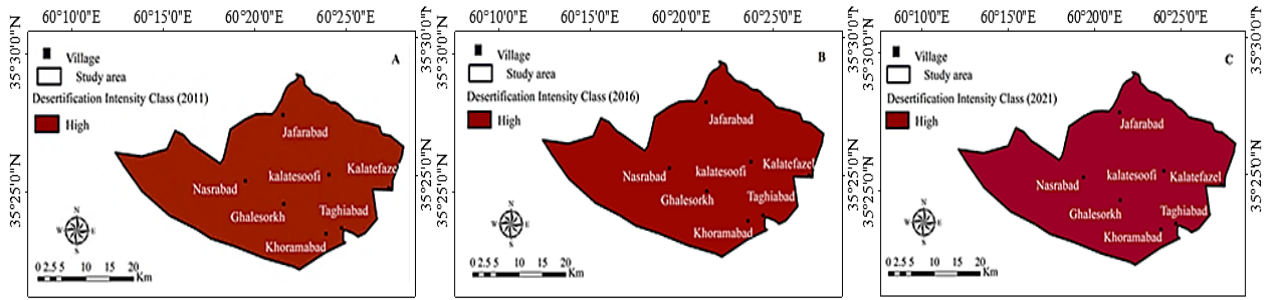 60°10'0"E 60°15'0"E 60°20'0"E 60°25'0"E
35°30'0"N
35°25'0"N
A
Village
Study area
Desertification Intensity Class (2011)
High
Jafarabad
Kalatefazel
kalatesoofi
Nasrabad
Ghalesorkh
Taghiabad
Khoramabad
N
W E
S
0 2.5 5 10 15 20
Km
60°10'0"E 60°15'0"E 60°20'0"E 60°25'0"E
35°30'0"N 35°30'0"N
35°25'0"N 35°25'0"N
B
Village
Study area
Desertification Intensity Class (2016)
High
Jafarabad
Kalatefazel
kalatesoofi
Nasrabad
Ghalesorkh
Taghiabad
Khoramabad
N
W E
S
0 2.5 5 10 15 20
Km
60°10'0"E 60°15'0"E 60°20'0"E 60°25'0"E
35°30'0"N 35°30'0"N 35°30'0"N
35°25'0"N 35°25'0"N 35°25'0"N
C
Village
Study area
Desertification Intensity Class (2021)
High
Jafarabad
kalatesoofi
Kalatefazel
Nasrabad
Ghalesorkh
Taghiabad
Khoramabad
N
W E
S
0 2.5 5 10 15 20
Km